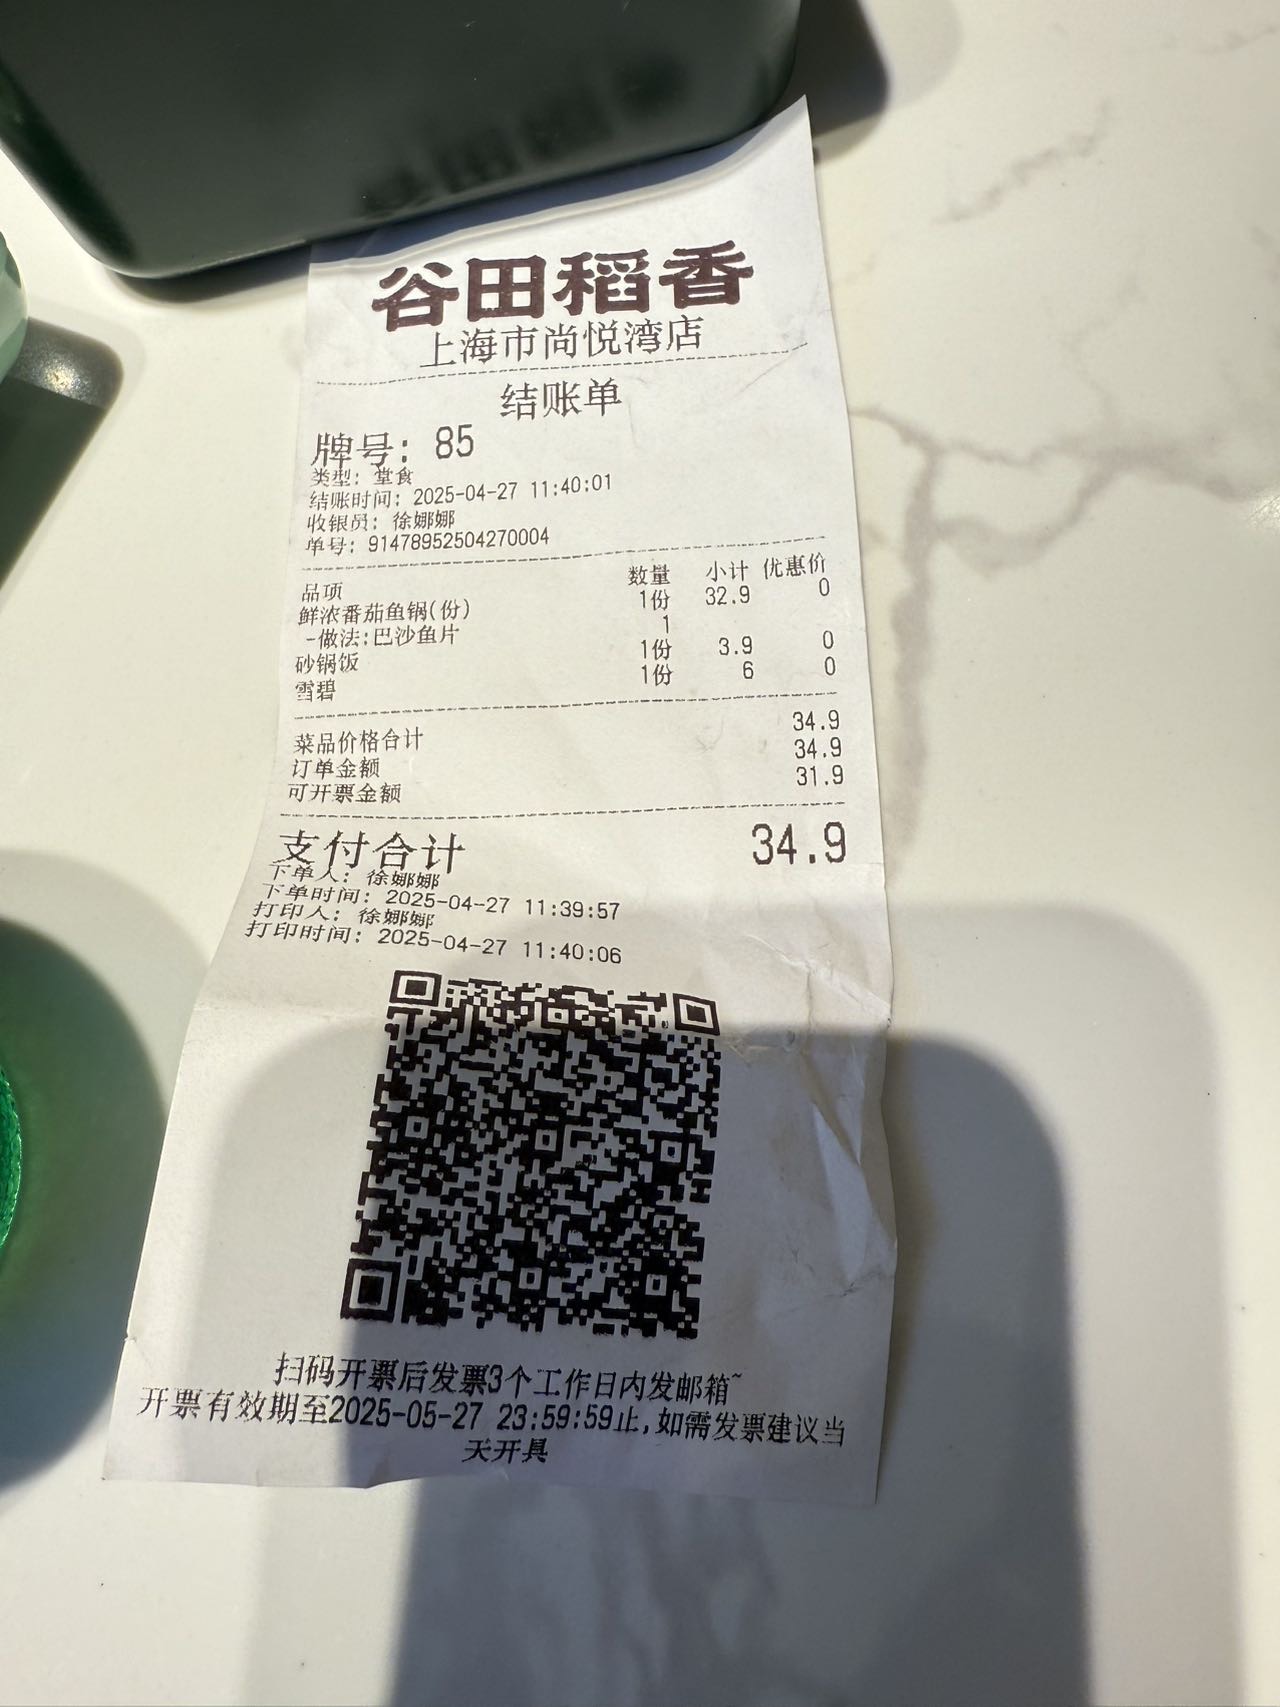 谷田稻香
上海市尚悦湾店
结账单
牌号: 85
类型: 堂食
结账时间: 2025-04-27 11:40:01
收银员: 徐娜娜
单号: 91478952504270004
品项 数量 小计 优惠价
鲜浓番茄鱼锅(份) 1份 32.9 0
-做法:巴沙鱼片 1
砂锅饭 1份 3.9 0
雪碧 1份 6 0
菜品价格合计 34.9
订单金额 34.9
可开票金额 31.9
支付合计 34.9
下单人: 徐娜娜
下单时间: 2025-04-27 11:39:57
打印人: 徐娜娜
打印时间: 2025-04-27 11:40:06
扫码开票后发票3个工作日内发邮箱~
开票有效期至2025-05-27 23:59:59止,如需发票建议当
天开具